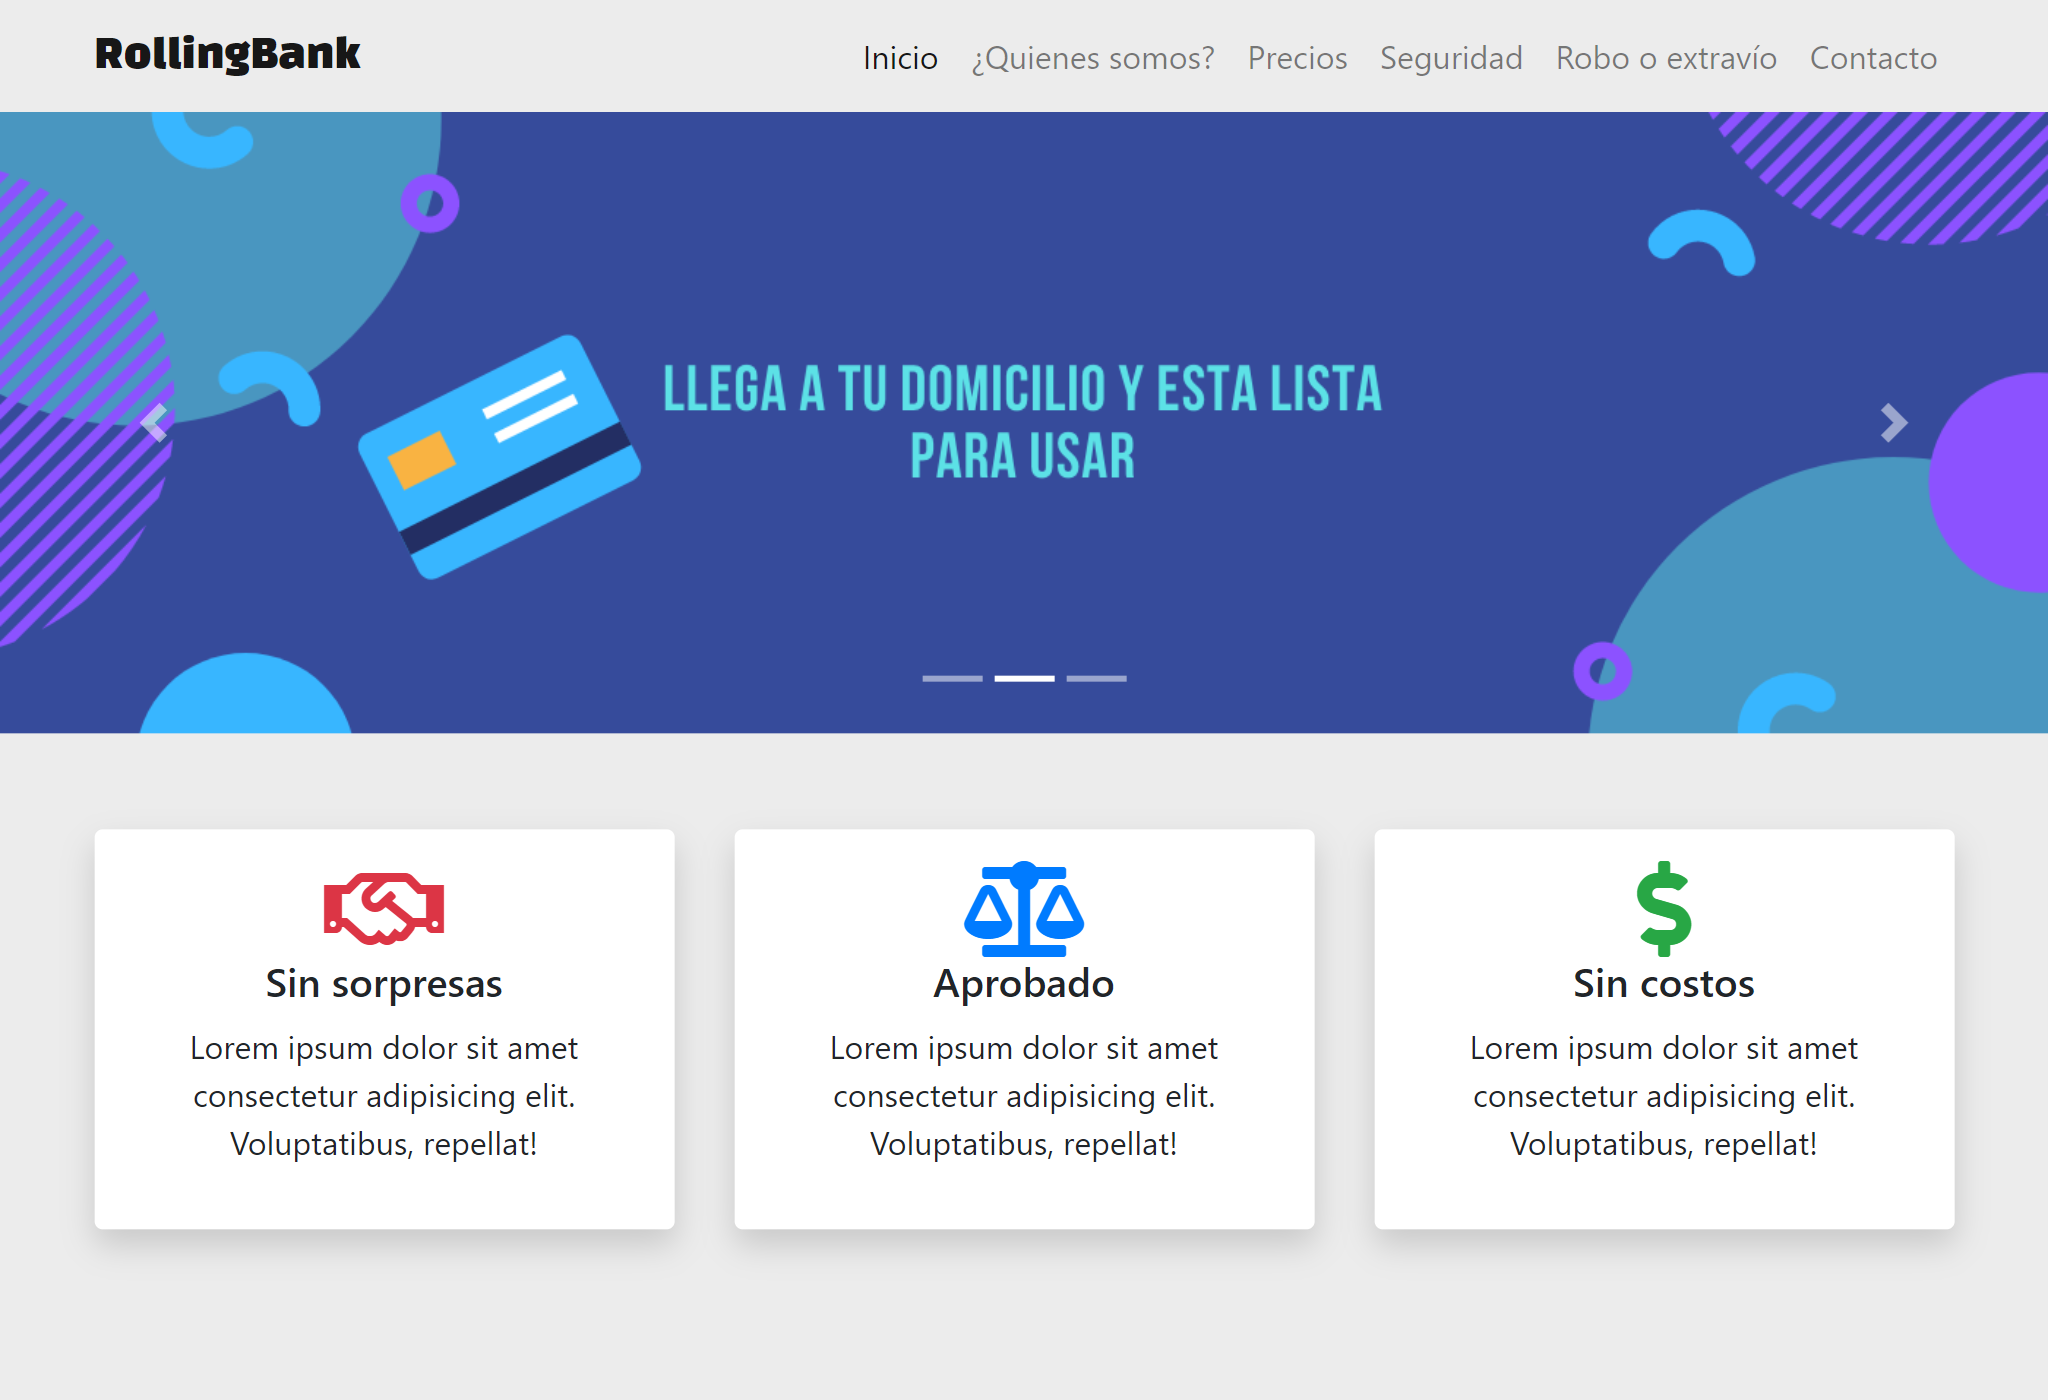 RollingBank
Inicio ¿Quienes somos? Precios Seguridad Robo o extravío Contacto
LLEGA A TU DOMICILIO Y ESTA LISTA
PARA USAR
Sin sorpresas
Lorem ipsum dolor sit amet
consectetur adipisicing elit.
Voluptatibus, repellat!
Aprobado
Lorem ipsum dolor sit amet
consectetur adipisicing elit.
Voluptatibus, repellat!
Sin costos
Lorem ipsum dolor sit amet
consectetur adipisicing elit.
Voluptatibus, repellat!